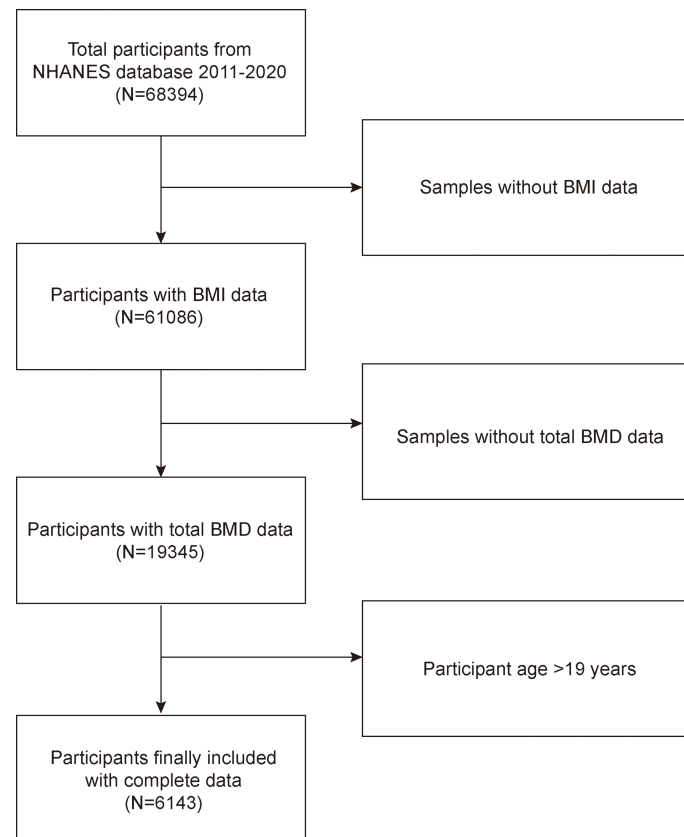 Total participants from
NHANES database 2011-2020
(N=68394)
Samples without BMI data
Participants with BMI data
(N=61086)
Samples without total BMD data
Participants with total BMD data
(N=19345)
Participant age >19 years
Participants finally included
with complete data
(N=6143)